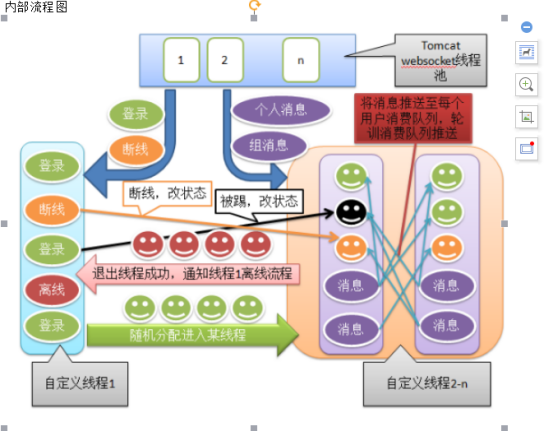 内部流程图
1
2
n
Tomcat
websocket线程
池
登录
断线
个人消息
组消息
将消息推送至每个
用户消费队列，轮
训消费队列推送
登录
断线
登录
离线
登录
断线，改状态
被踢，改状态
退出线程成功，通知线程1离线流程
随机分配进入某线程
消息
消息
消息
消息
自定义线程1
自定义线程2-n